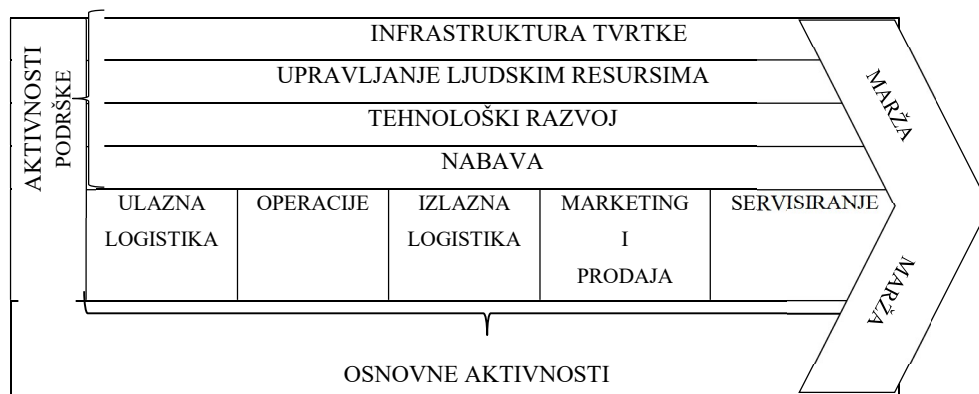 AKTIVNOSTI
PODRŠKE
INFRASTRUKTURA TVRTKE
UPRAVLJANJE LJUDSKIM RESURSIMA
TEHNOLOŠKI RAZVOJ
NABAVA
MARŽA
ULAZNA
LOGISTIKA
OPERACIJE
IZLAZNA
LOGISTIKA
MARKETING
I
PRODAJA
SERVISIRANJE
MARŽA
OSNOVNE AKTIVNOSTI